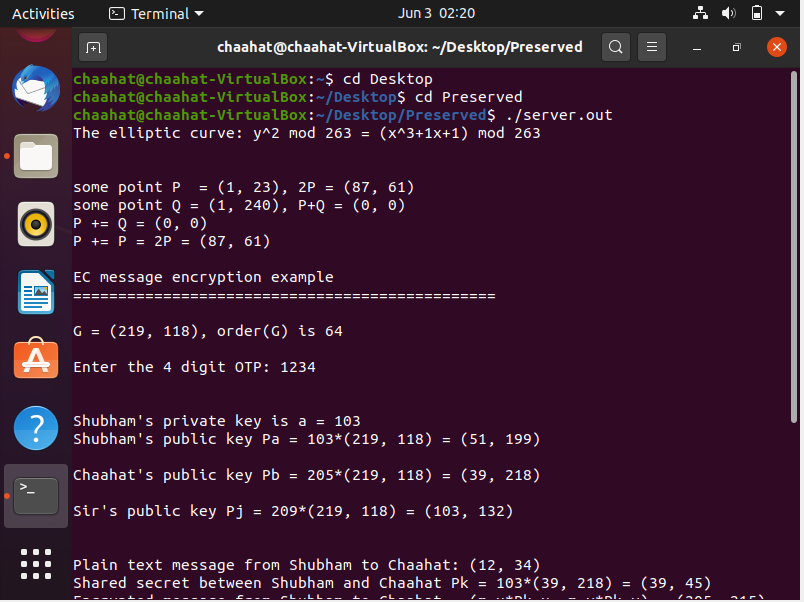 Activities Terminal Jun 3 02:20
chaahat@chaahat-VirtualBox: ~/Desktop/Preserved
chaahat@chaahat-VirtualBox:~$ cd Desktop
chaahat@chaahat-VirtualBox:~/Desktop$ cd Preserved
chaahat@chaahat-VirtualBox:~/Desktop/Preserved$ ./server.out
The elliptic curve: y^2 mod 263 = (x^3+1x+1) mod 263
some point P  = (1, 23), 2P = (87, 61)
some point Q = (1, 240), P+Q = (0, 0)
P += Q = (0, 0)
P += P = 2P = (87, 61)
EC message encryption example
===============================================
G = (219, 118), order(G) is 64
Enter the 4 digit OTP: 1234
Shubham's private key is a = 103
Shubham's public key Pa = 103*(219, 118) = (51, 199)
Chaahat's public key Pb = 205*(219, 118) = (39, 218)
Sir's public key Pj = 209*(219, 118) = (103, 132)
Plain text message from Shubham to Chaahat: (12, 34)
Shared secret between Shubham and Chaahat Pk = 103*(39, 218) = (39, 45)